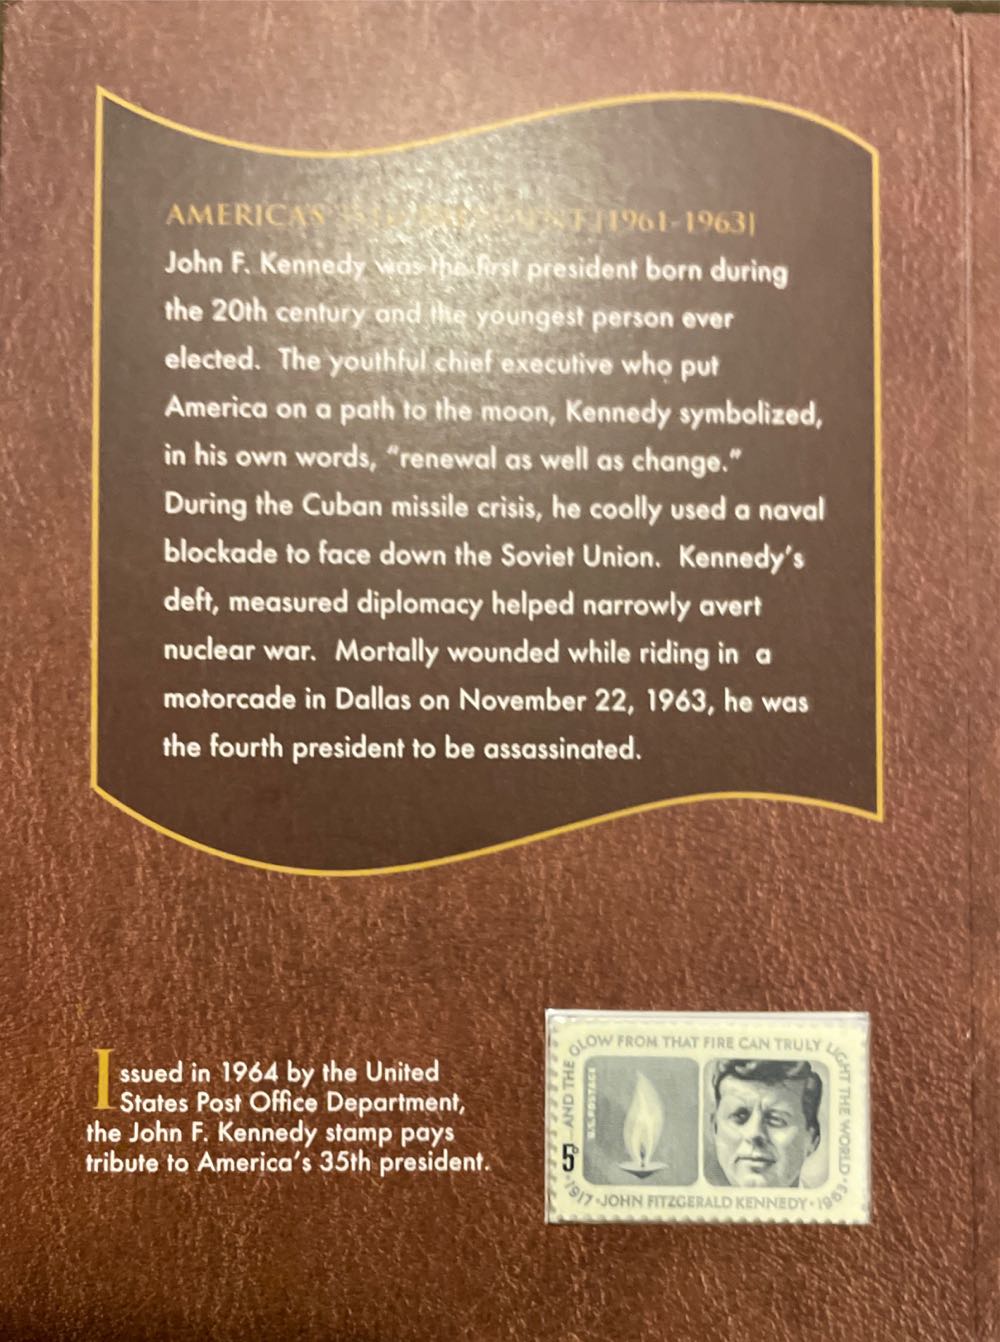 AMERICA'S 35TH PRESIDENT [1961-1963]
John F. Kennedy was the first president born during
the 20th century and the youngest person ever
elected. The youthful chief executive who put
America on a path to the moon, Kennedy symbolized,
in his own words, “renewal as well as change.”
During the Cuban missile crisis, he coolly used a naval
blockade to face down the Soviet Union. Kennedy's
deft, measured diplomacy helped narrowly avert
nuclear war. Mortally wounded while riding in a
motorcade in Dallas on November 22, 1963, he was
the fourth president to be assassinated.
Issued in 1964 by the United
States Post Office Department,
the John F. Kennedy stamp pays
tribute to America's 35th president.
AND THE GLOW FROM THAT FIRE CAN TRULY LIGHT THE WORLD
U.S. POSTAGE
5c
•1917•JOHN FITZGERALD KENNEDY•1963•